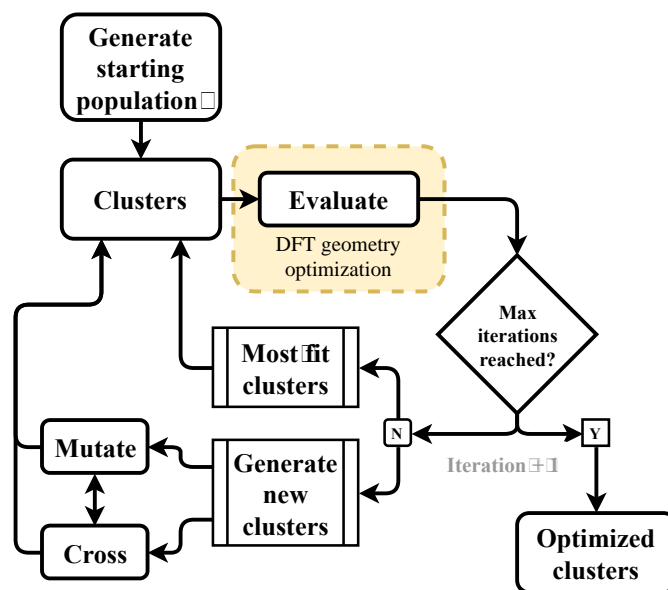 Generate
starting
population
Clusters
Evaluate
DFT geometry
optimization
Max
iterations
reached?
Most fit
clusters
N
Y
Iteration + 1
Mutate
Generate
new
clusters
Cross
Optimized
clusters